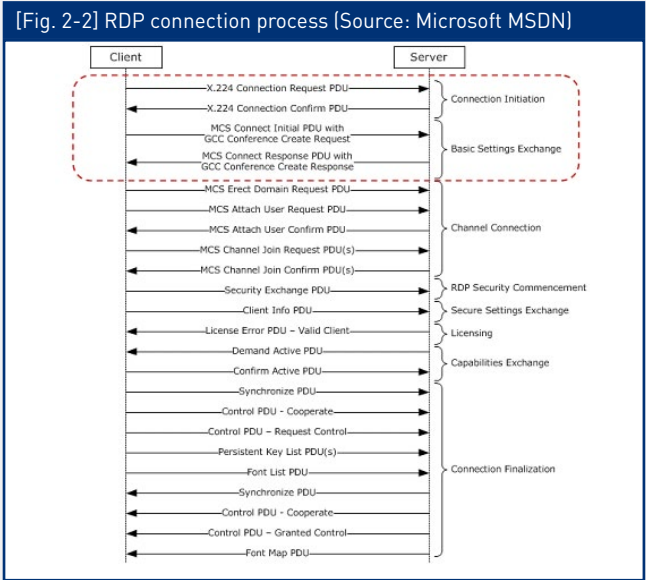 [Fig. 2-2] RDP connection process (Source: Microsoft MSDN)
Client
Server
X.224 Connection Request PDU
X.224 Connection Confirm PDU
Connection Initiation
MCS Connect Initial PDU with
GCC Conference Create Request
MCS Connect Response PDU with
GCC Conference Create Response
Basic Settings Exchange
MCS Erect Domain Request PDU
MCS Attach User Request PDU
MCS Attach User Confirm PDU
MCS Channel Join Request PDU(s)
MCS Channel Join Confirm PDU(s)
Channel Connection
Security Exchange PDU
RDP Security Commencement
Client Info PDU
Secure Settings Exchange
License Error PDU – Valid Client
Licensing
Demand Active PDU
Confirm Active PDU
Capabilities Exchange
Synchronize PDU
Control PDU - Cooperate
Control PDU – Request Control
Persistent Key List PDU(s)
Font List PDU
Synchronize PDU
Control PDU - Cooperate
Control PDU – Granted Control
Font Map PDU
Connection Finalization